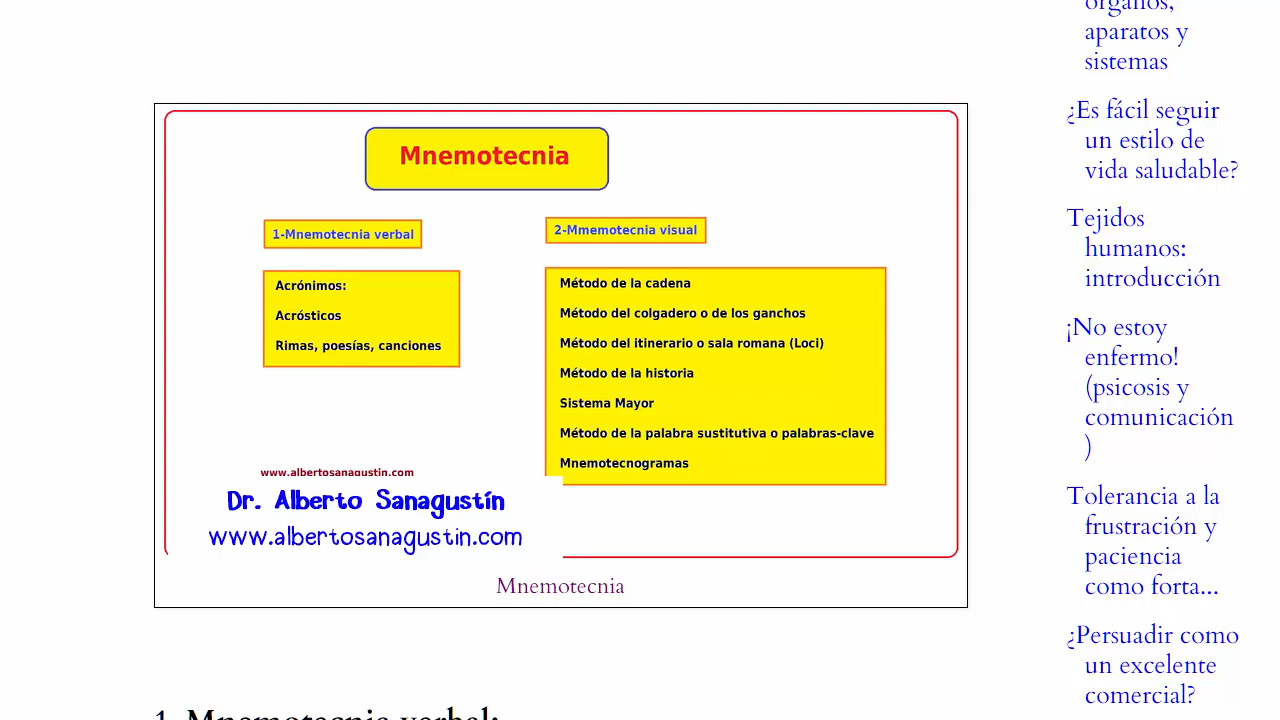 Mnemotecnia
1-Mnemotecnia verbal
Acrónimos:
Acrósticos
Rimas, poesías, canciones
2-Mmemotecnia visual
Método de la cadena
Método del colgadero o de los ganchos
Método del itinerario o sala romana (Loci)
Método de la historia
Sistema Mayor
Método de la palabra sustitutiva o palabras-clave
Mnemotecnogramas
www.albertosanagustin.com
Dr. Alberto Sanagustín
www.albertosanagustin.com
Mnemotecnia
1. Mnemotecnia verbal:
órganos,
aparatos y
sistemas
¿Es fácil seguir
un estilo de
vida saludable?
Tejidos
humanos:
introducción
¡No estoy
enfermo!
(psicosis y
comunicación
)
Tolerancia a la
frustración y
paciencia
como forta...
¿Persuadir como
un excelente
comercial?